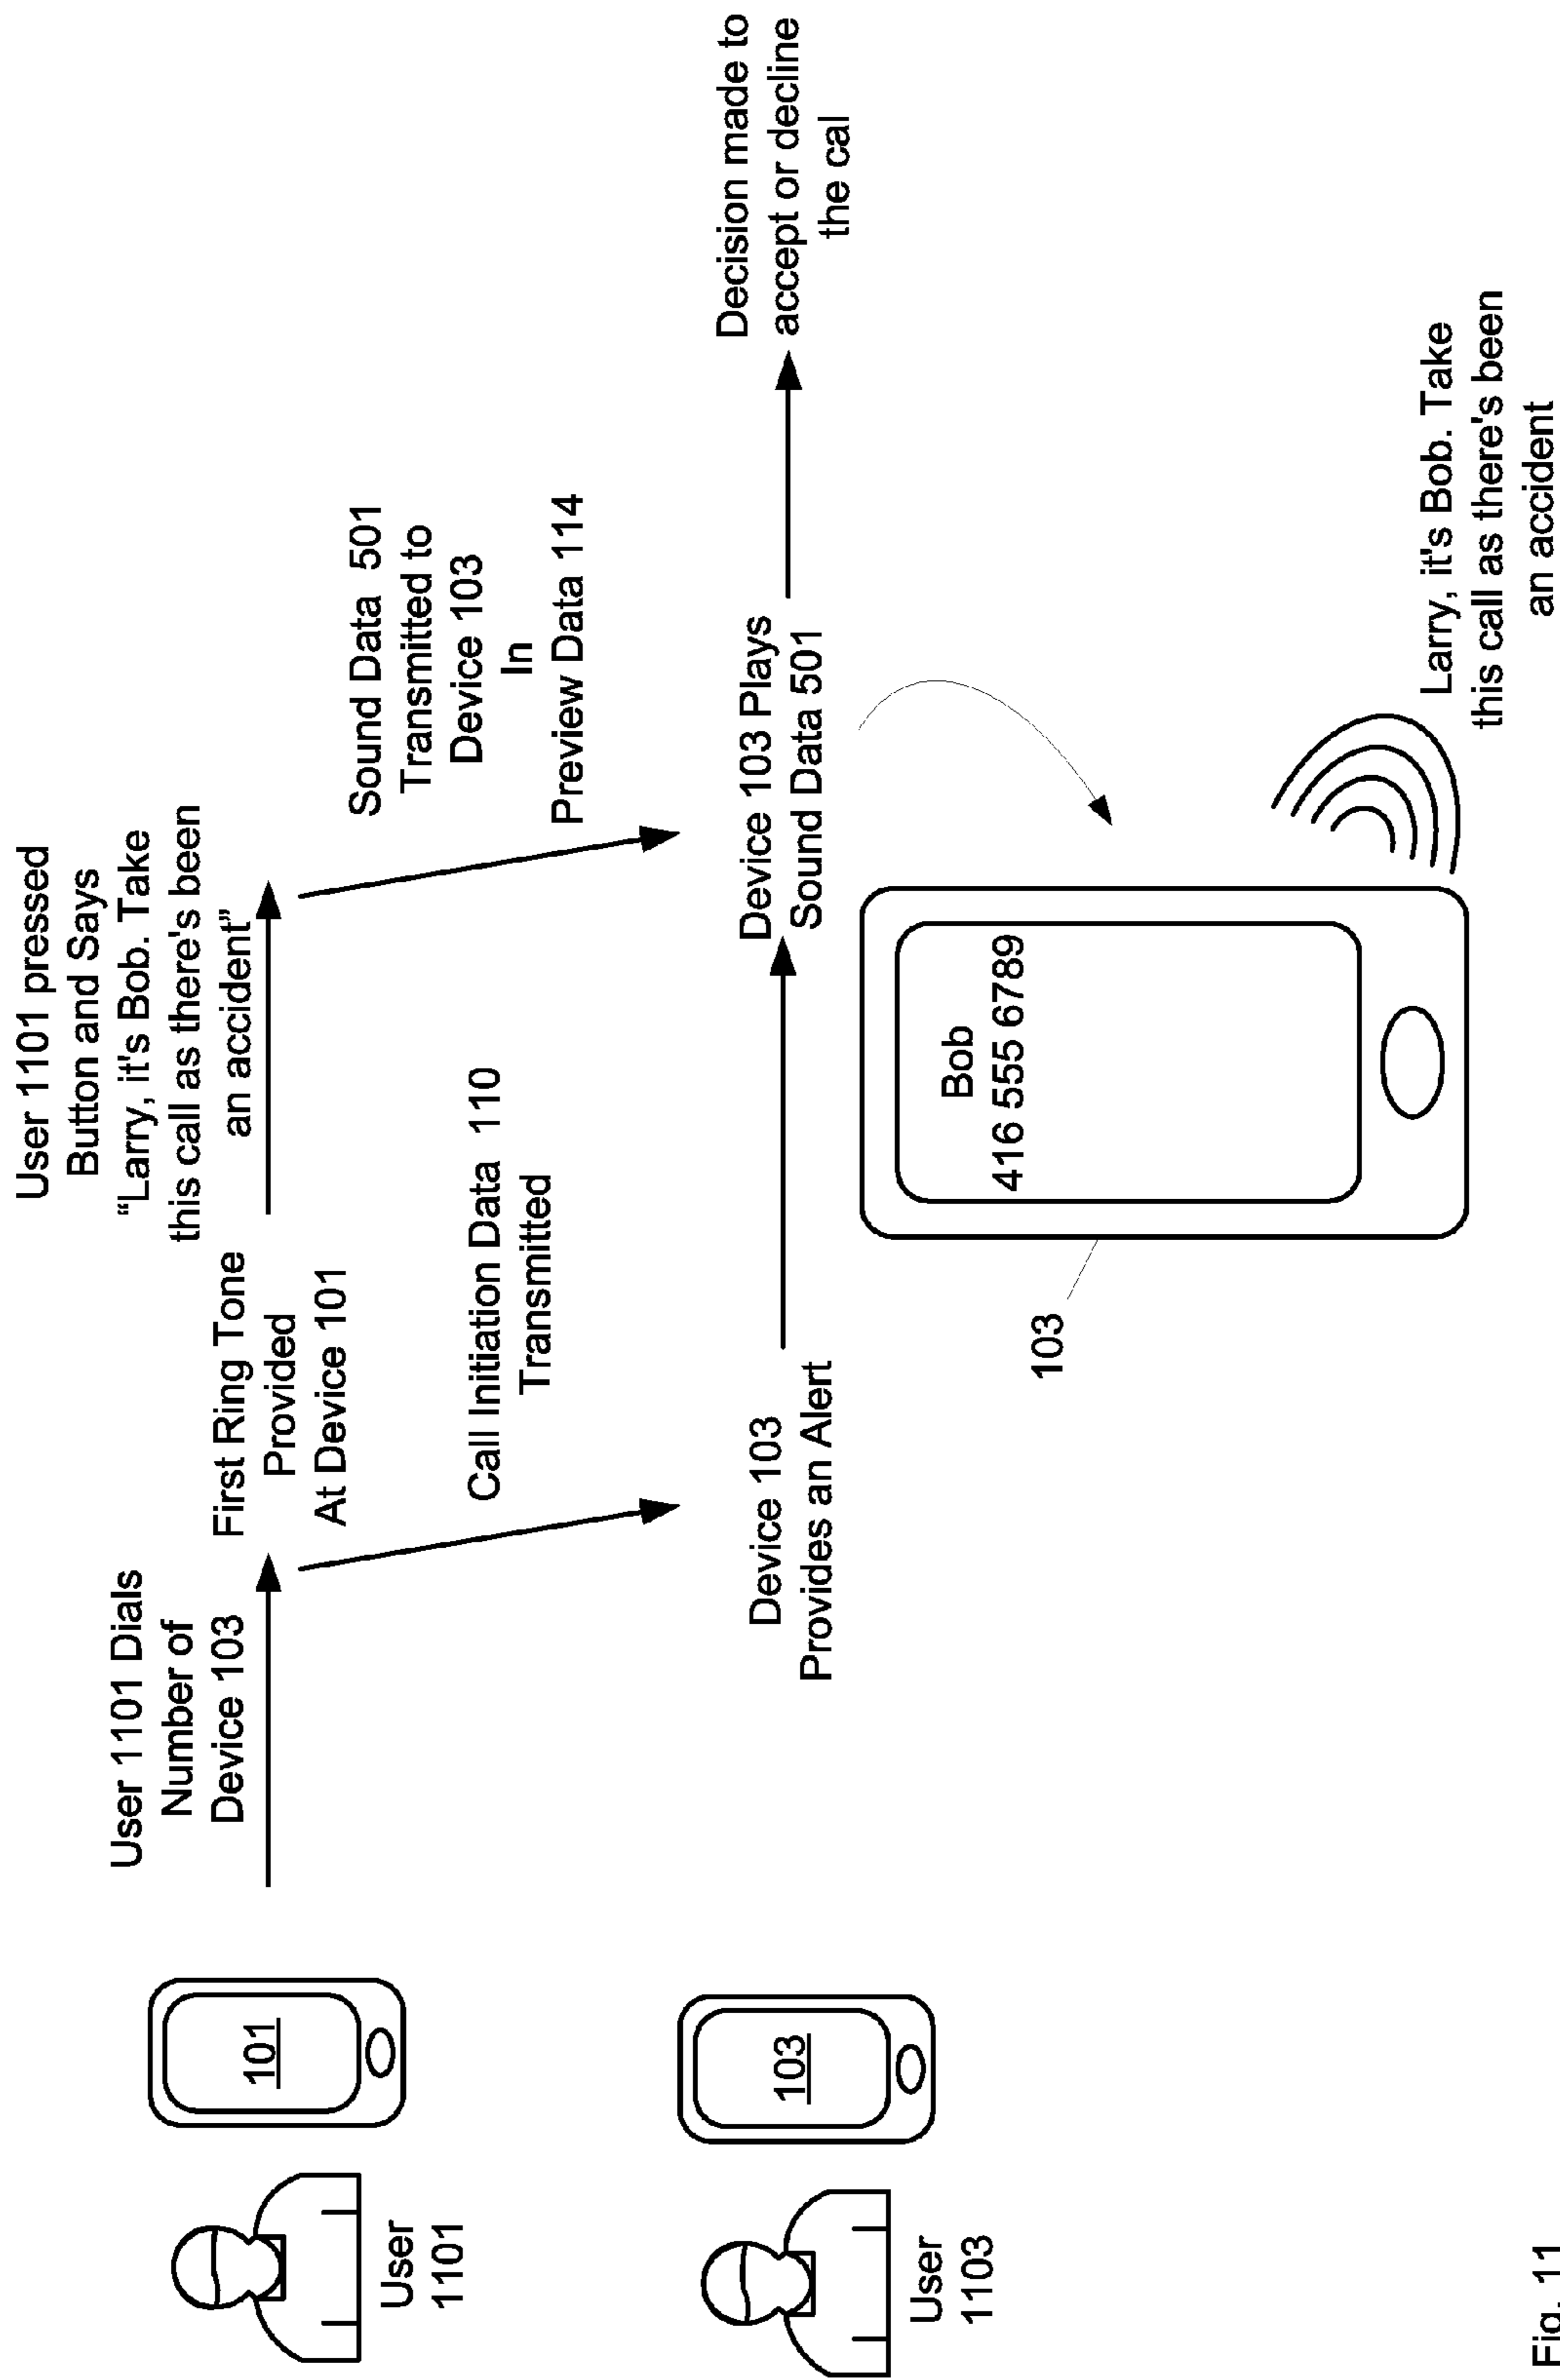 User 1101 Dials
Number of
Device 103
First Ring Tone
Provided
At Device 101
User 1101 pressed
Button and Says
“Larry, it's Bob. Take
this call as there's been
an accident”
101
User
1101
Call Initiation Data 110
Transmitted
Sound Data 501
Transmitted to
Device 103
In
Preview Data 114
103
User
1103
Device 103
Provides an Alert
Device 103 Plays
Sound Data 501
Decision made to
accept or decline
the cal
103
Bob
416 555 6789
Larry, it's Bob. Take
this call as there's been
an accident
Fig. 11